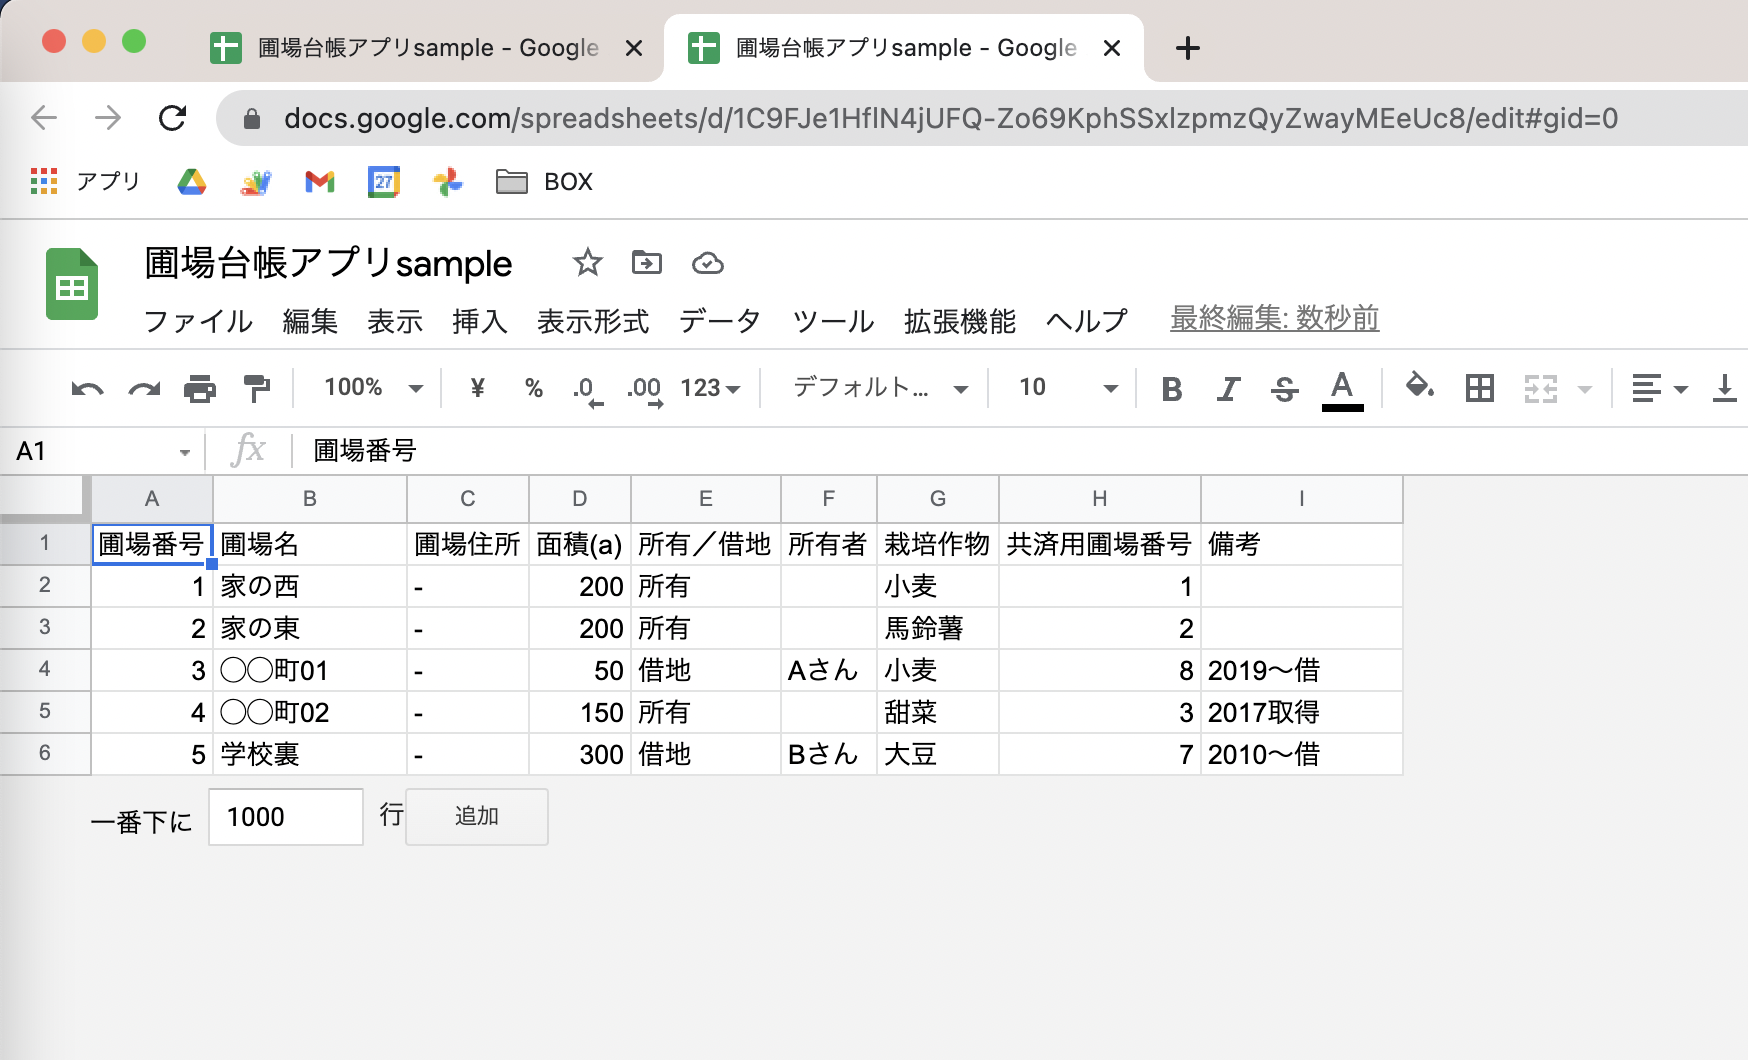 圃場台帳アプリsample - Google
圃場台帳アプリsample - Google
docs.google.com/spreadsheets/d/1C9FJe1HflN4jUFQ-Zo69KphSSxlzpmzQyZwayMEeUc8/edit#gid=0
アプリ 27 BOX
圃場台帳アプリsample
ファイル 編集 表示 挿入 表示形式 データ ツール 拡張機能 ヘルプ 最終編集: 数秒前
100% ¥ % .0 .00 123 デフォルト... 10 B I S A
A1 fx 圃場番号
A B C D E F G H I
1 圃場番号 圃場名 圃場住所 面積(a) 所有／借地 所有者 栽培作物 共済用圃場番号 備考
2 1 家の西 - 200 所有 小麦 1
3 2 家の東 - 200 所有 馬鈴薯 2
4 3 〇〇町01 - 50 借地 Aさん 小麦 8 2019〜借
5 4 〇〇町02 - 150 所有 甜菜 3 2017取得
6 5 学校裏 - 300 借地 Bさん 大豆 7 2010〜借
一番下に 1000 行 追加